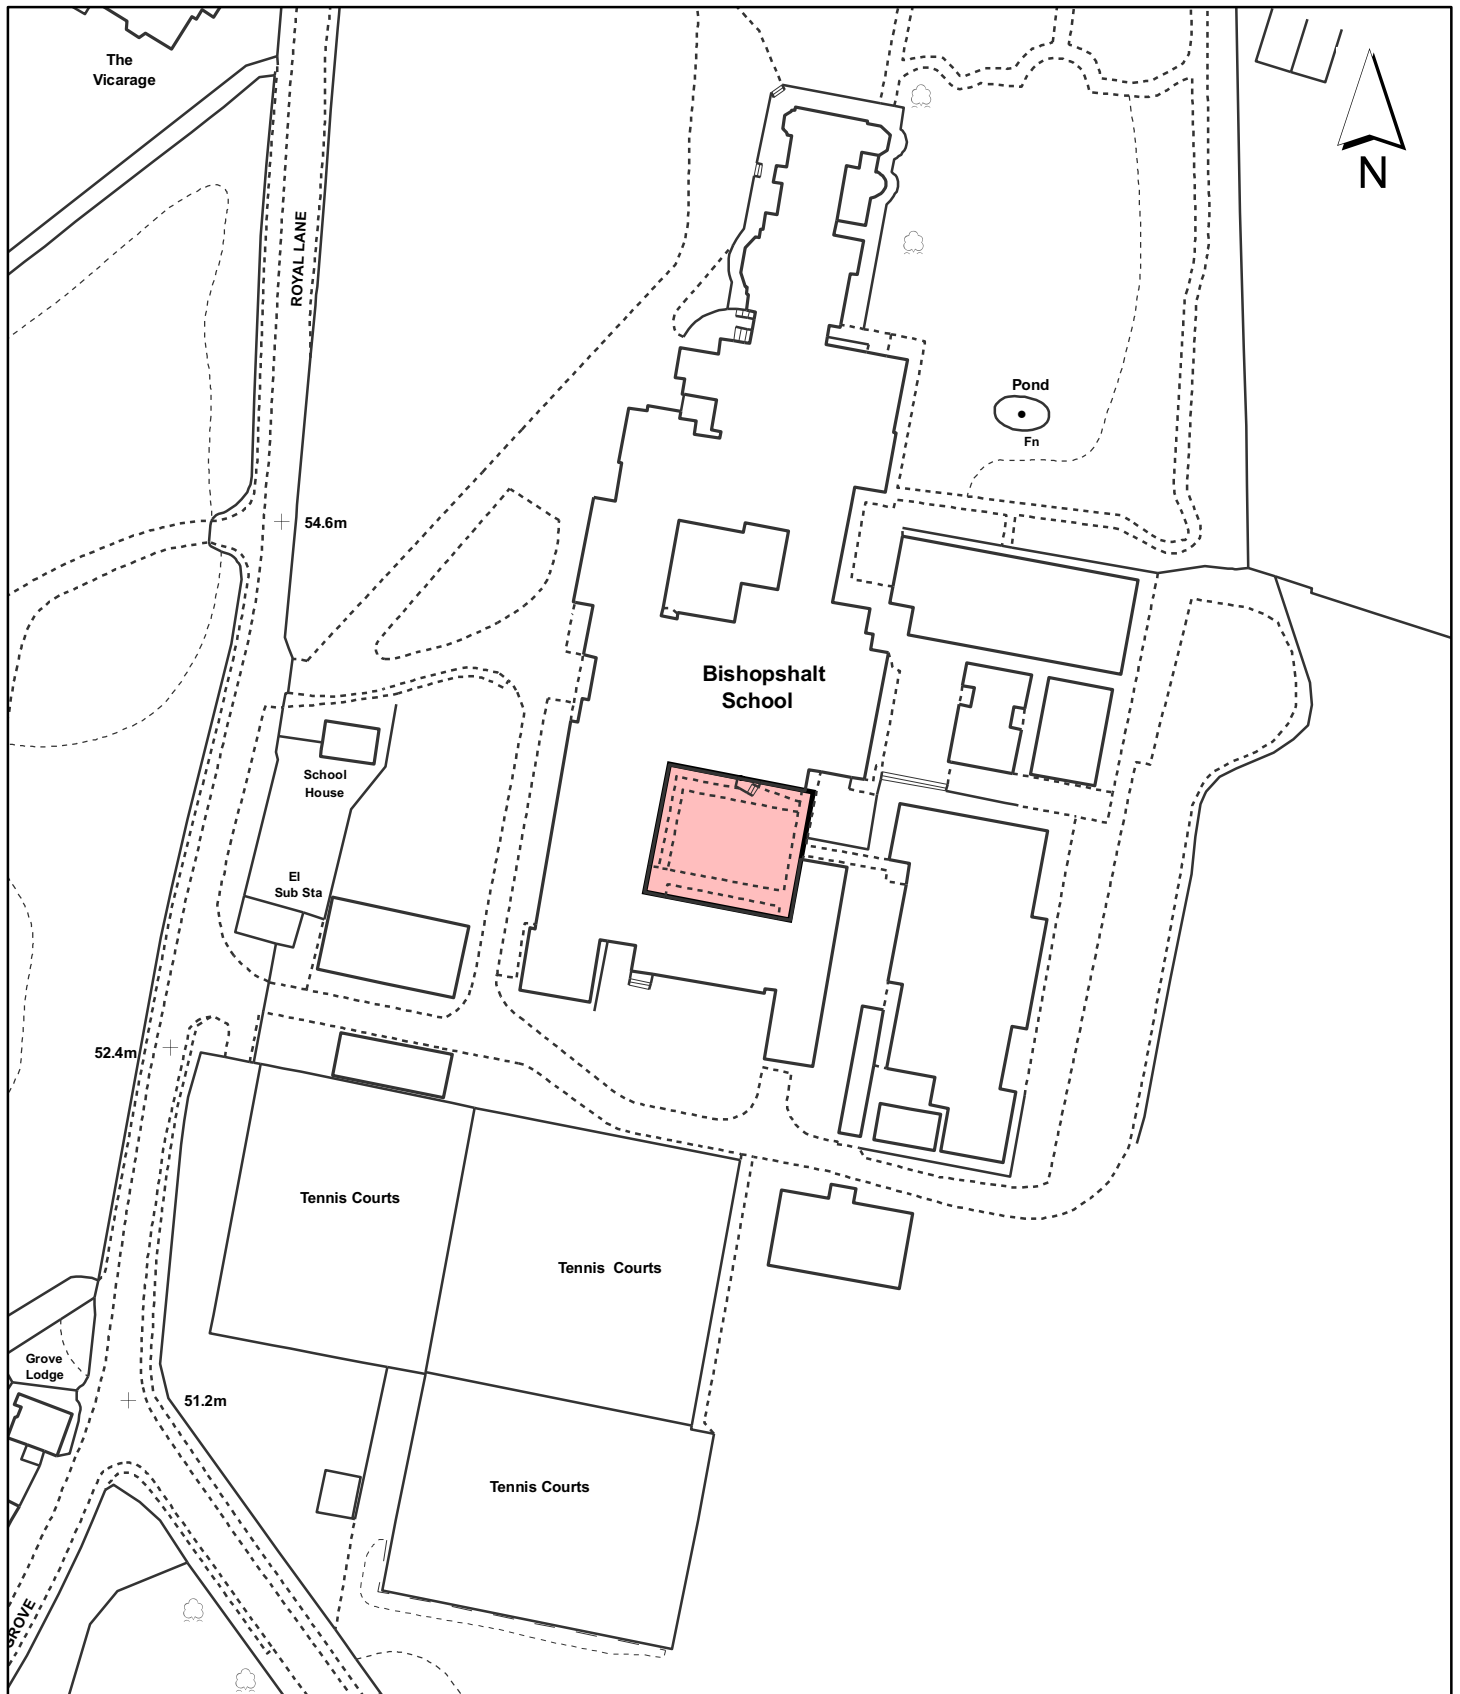 The
Vicarage
N
ROYAL LANE
Pond
Fn
54.6m
Bishopshalt
School
School
House
El
Sub Sta
52.4m
Tennis Courts
Tennis  Courts
Grove
Lodge
51.2m
Tennis Courts
GROVE